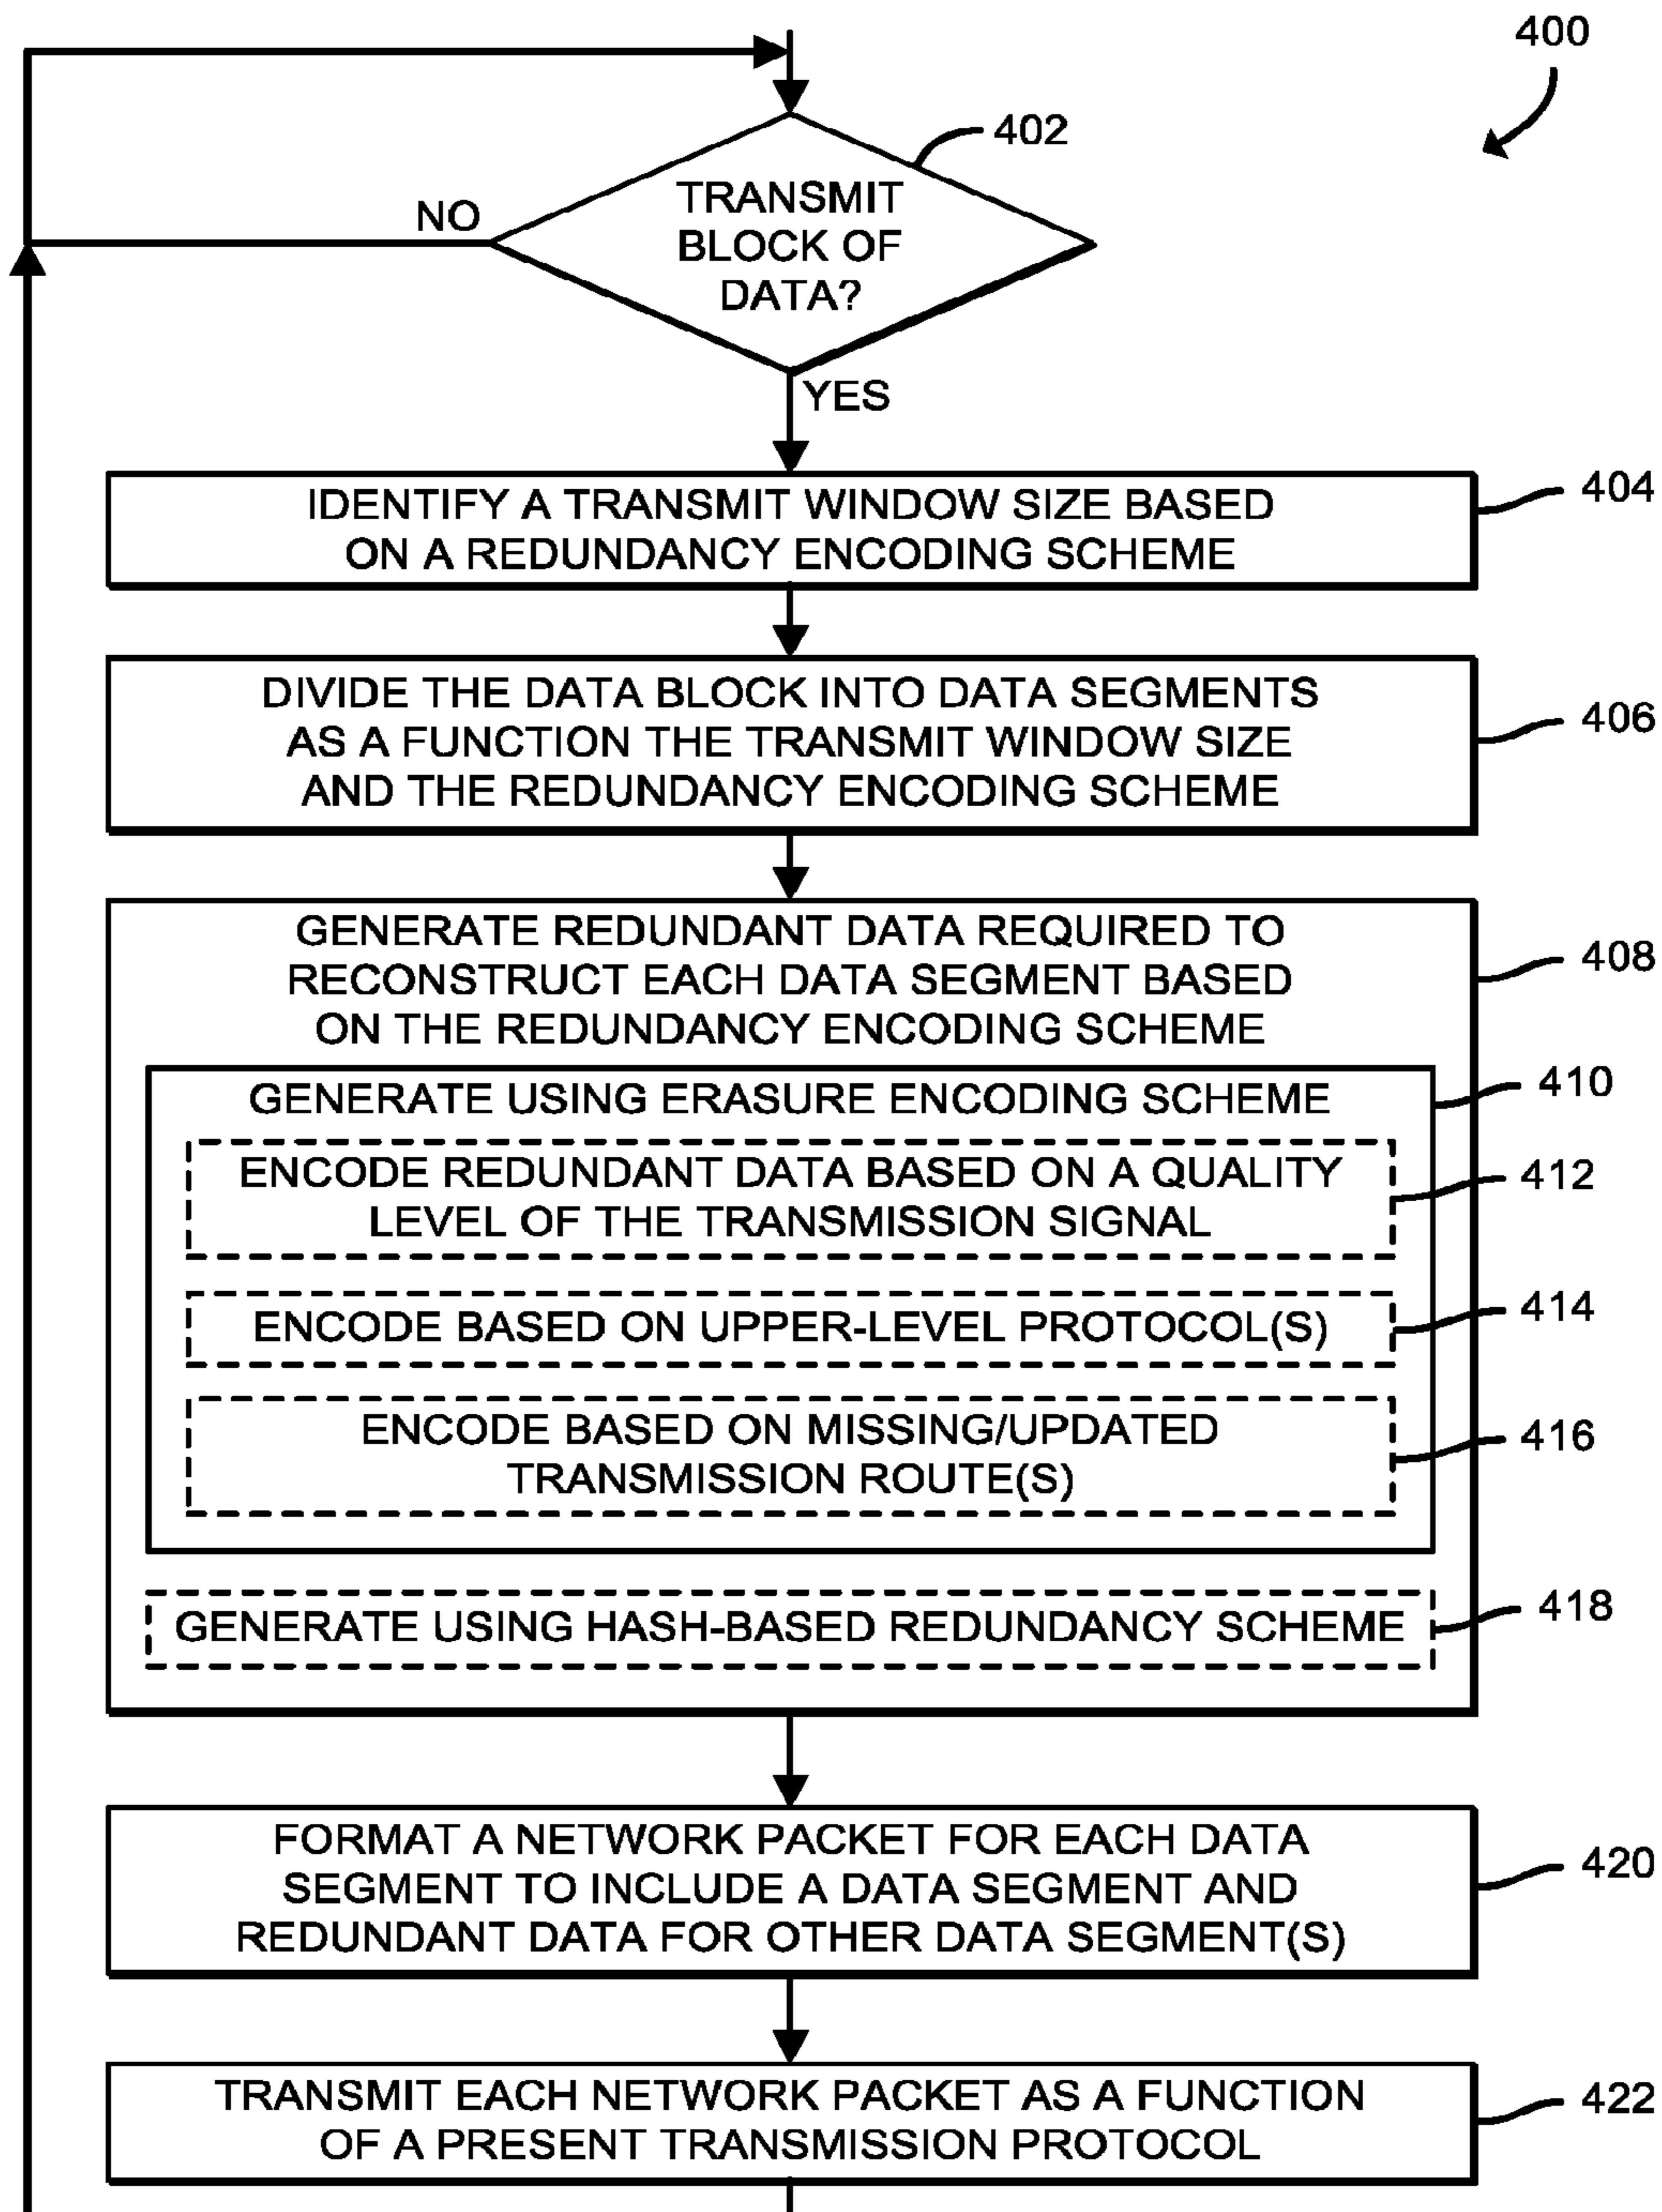 400
402
TRANSMIT
BLOCK OF
DATA?
NO
YES
IDENTIFY A TRANSMIT WINDOW SIZE BASED
ON A REDUNDANCY ENCODING SCHEME
404
DIVIDE THE DATA BLOCK INTO DATA SEGMENTS
AS A FUNCTION THE TRANSMIT WINDOW SIZE
AND THE REDUNDANCY ENCODING SCHEME
406
GENERATE REDUNDANT DATA REQUIRED TO
RECONSTRUCT EACH DATA SEGMENT BASED
ON THE REDUNDANCY ENCODING SCHEME
408
GENERATE USING ERASURE ENCODING SCHEME
410
ENCODE REDUNDANT DATA BASED ON A QUALITY
LEVEL OF THE TRANSMISSION SIGNAL
412
ENCODE BASED ON UPPER-LEVEL PROTOCOL(S)
414
ENCODE BASED ON MISSING/UPDATED
TRANSMISSION ROUTE(S)
416
GENERATE USING HASH-BASED REDUNDANCY SCHEME
418
FORMAT A NETWORK PACKET FOR EACH DATA
SEGMENT TO INCLUDE A DATA SEGMENT AND
REDUNDANT DATA FOR OTHER DATA SEGMENT(S)
420
TRANSMIT EACH NETWORK PACKET AS A FUNCTION
OF A PRESENT TRANSMISSION PROTOCOL
422